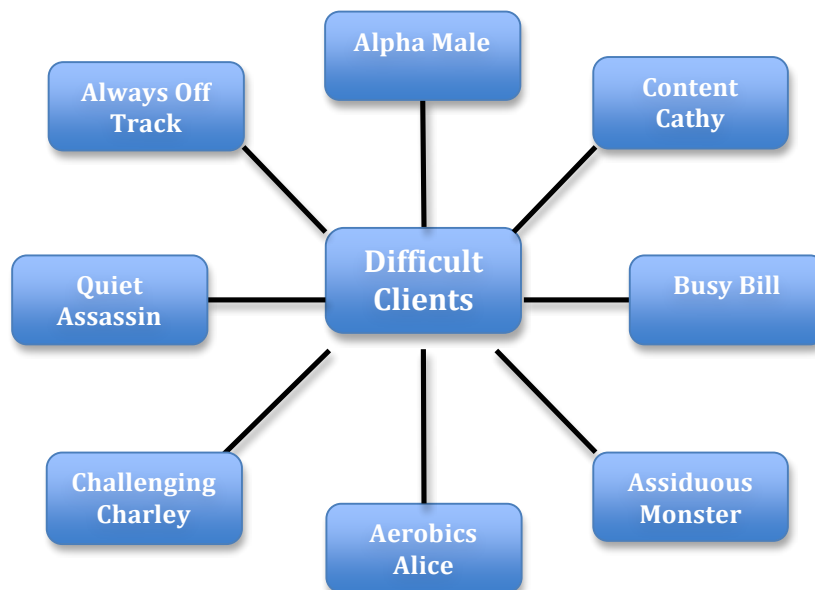 Alpha Male
Always Off
Track
Content
Cathy
Difficult
Clients
Quiet
Assassin
Busy Bill
Challenging
Charley
Assiduous
Monster
Aerobics
Alice